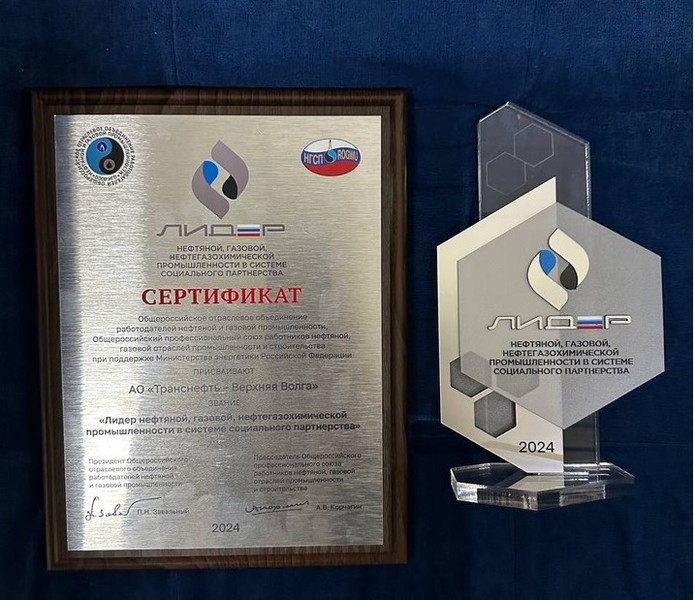 НГСП ROGWU
ЛИДЕР
НЕФТЯНОЙ, ГАЗОВОЙ,
НЕФТЕГАЗОХИМИЧЕСКОЙ
ПРОМЫШЛЕННОСТИ В СИСТЕМЕ
СОЦИАЛЬНОГО ПАРТНЕРСТВА
СЕРТИФИКАТ
Общероссийское отраслевое объединение
работодателей нефтяной и газовой промышленности,
Общероссийский профессиональный союз работников нефтяной,
газовой отраслей промышленности и строительства
при поддержке Министерства энергетики Российской Федерации
ПРИСВАИВАЮТ
АО «Транснефть – Верхняя Волга»
ЗВАНИЕ
«Лидер нефтяной, газовой, нефтегазохимической
промышленности в системе социального партнерства»
Президент Общероссийского
отраслевого объединения
работодателей нефтяной
и газовой промышленности
П.Н. Завальный
Председатель Общероссийского
профессионального союза
работников нефтяной, газовой
отраслей промышленности
и строительства
А.В. Корчагин
2024
ЛИДЕР
НЕФТЯНОЙ, ГАЗОВОЙ,
НЕФТЕГАЗОХИМИЧЕСКОЙ
ПРОМЫШЛЕННОСТИ В СИСТЕМЕ
СОЦИАЛЬНОГО ПАРТНЕРСТВА
2024